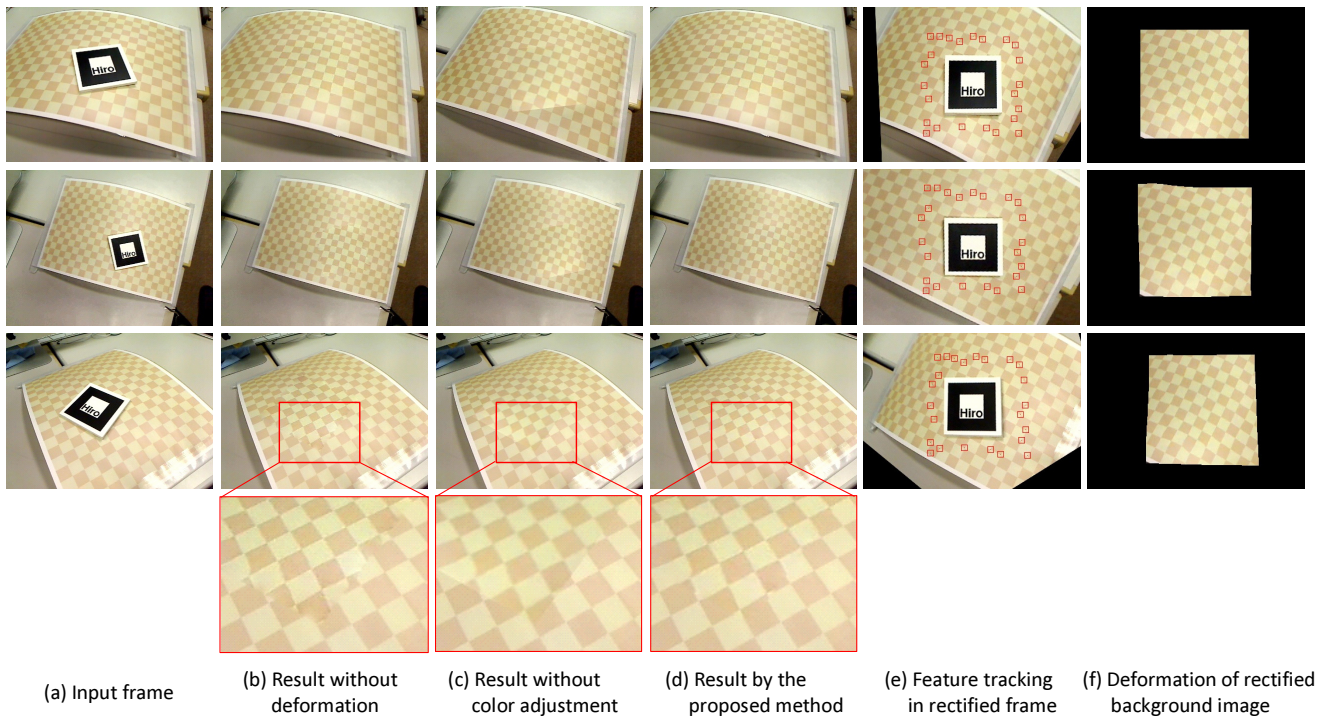 Hiro
Hiro
Hiro
Hiro
Hiro
Hiro
(a) Input frame
(b) Result without
deformation
(c) Result without
color adjustment
(d) Result by the
proposed method
(e) Feature tracking
in rectified frame
(f) Deformation of rectified
background image